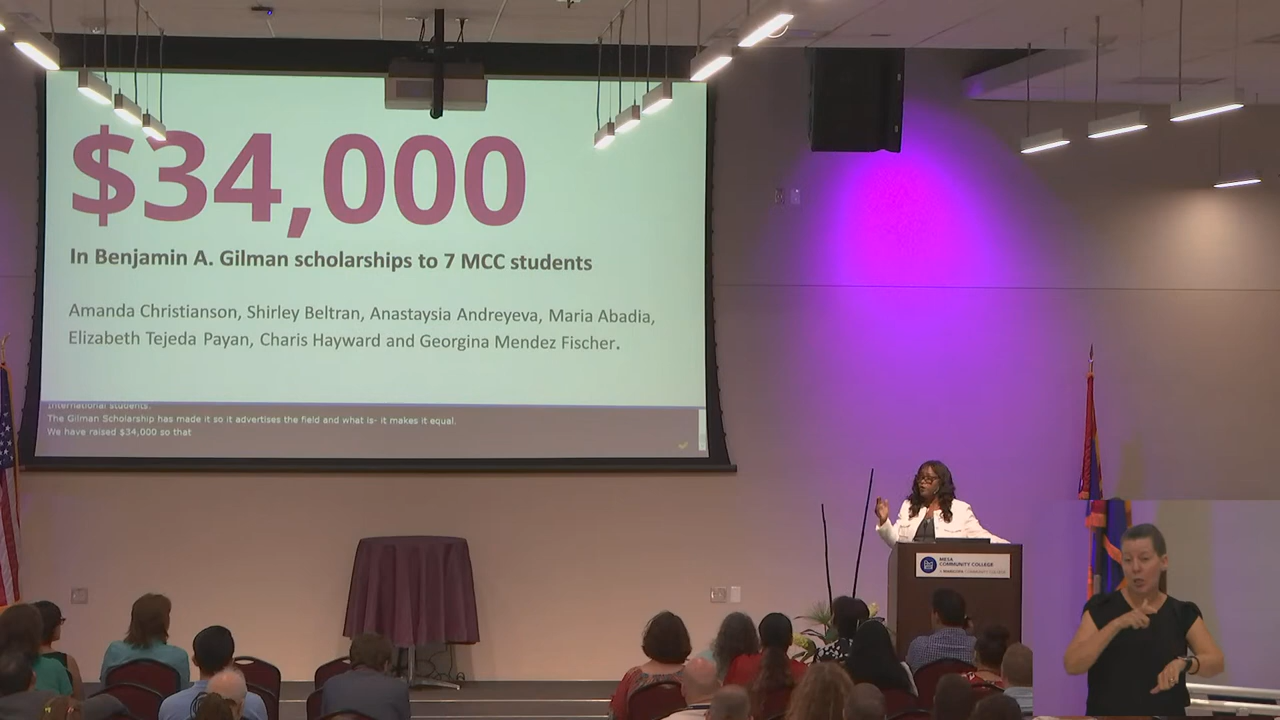 $34,000
In Benjamin A. Gilman scholarships to 7 MCC students
Amanda Christianson, Shirley Beltran, Anastaysia Andreyeva, Maria Abadia,
Elizabeth Tejeda Payan, Charis Hayward and Georgina Mendez Fischer.
international students.
The Gilman Scholarship has made it so it advertises the field and what is- it makes it equal.
We have raised $34,000 so that
MESA
COMMUNITY COLLEGE
A MARICOPA COMMUNITY COLLEGE